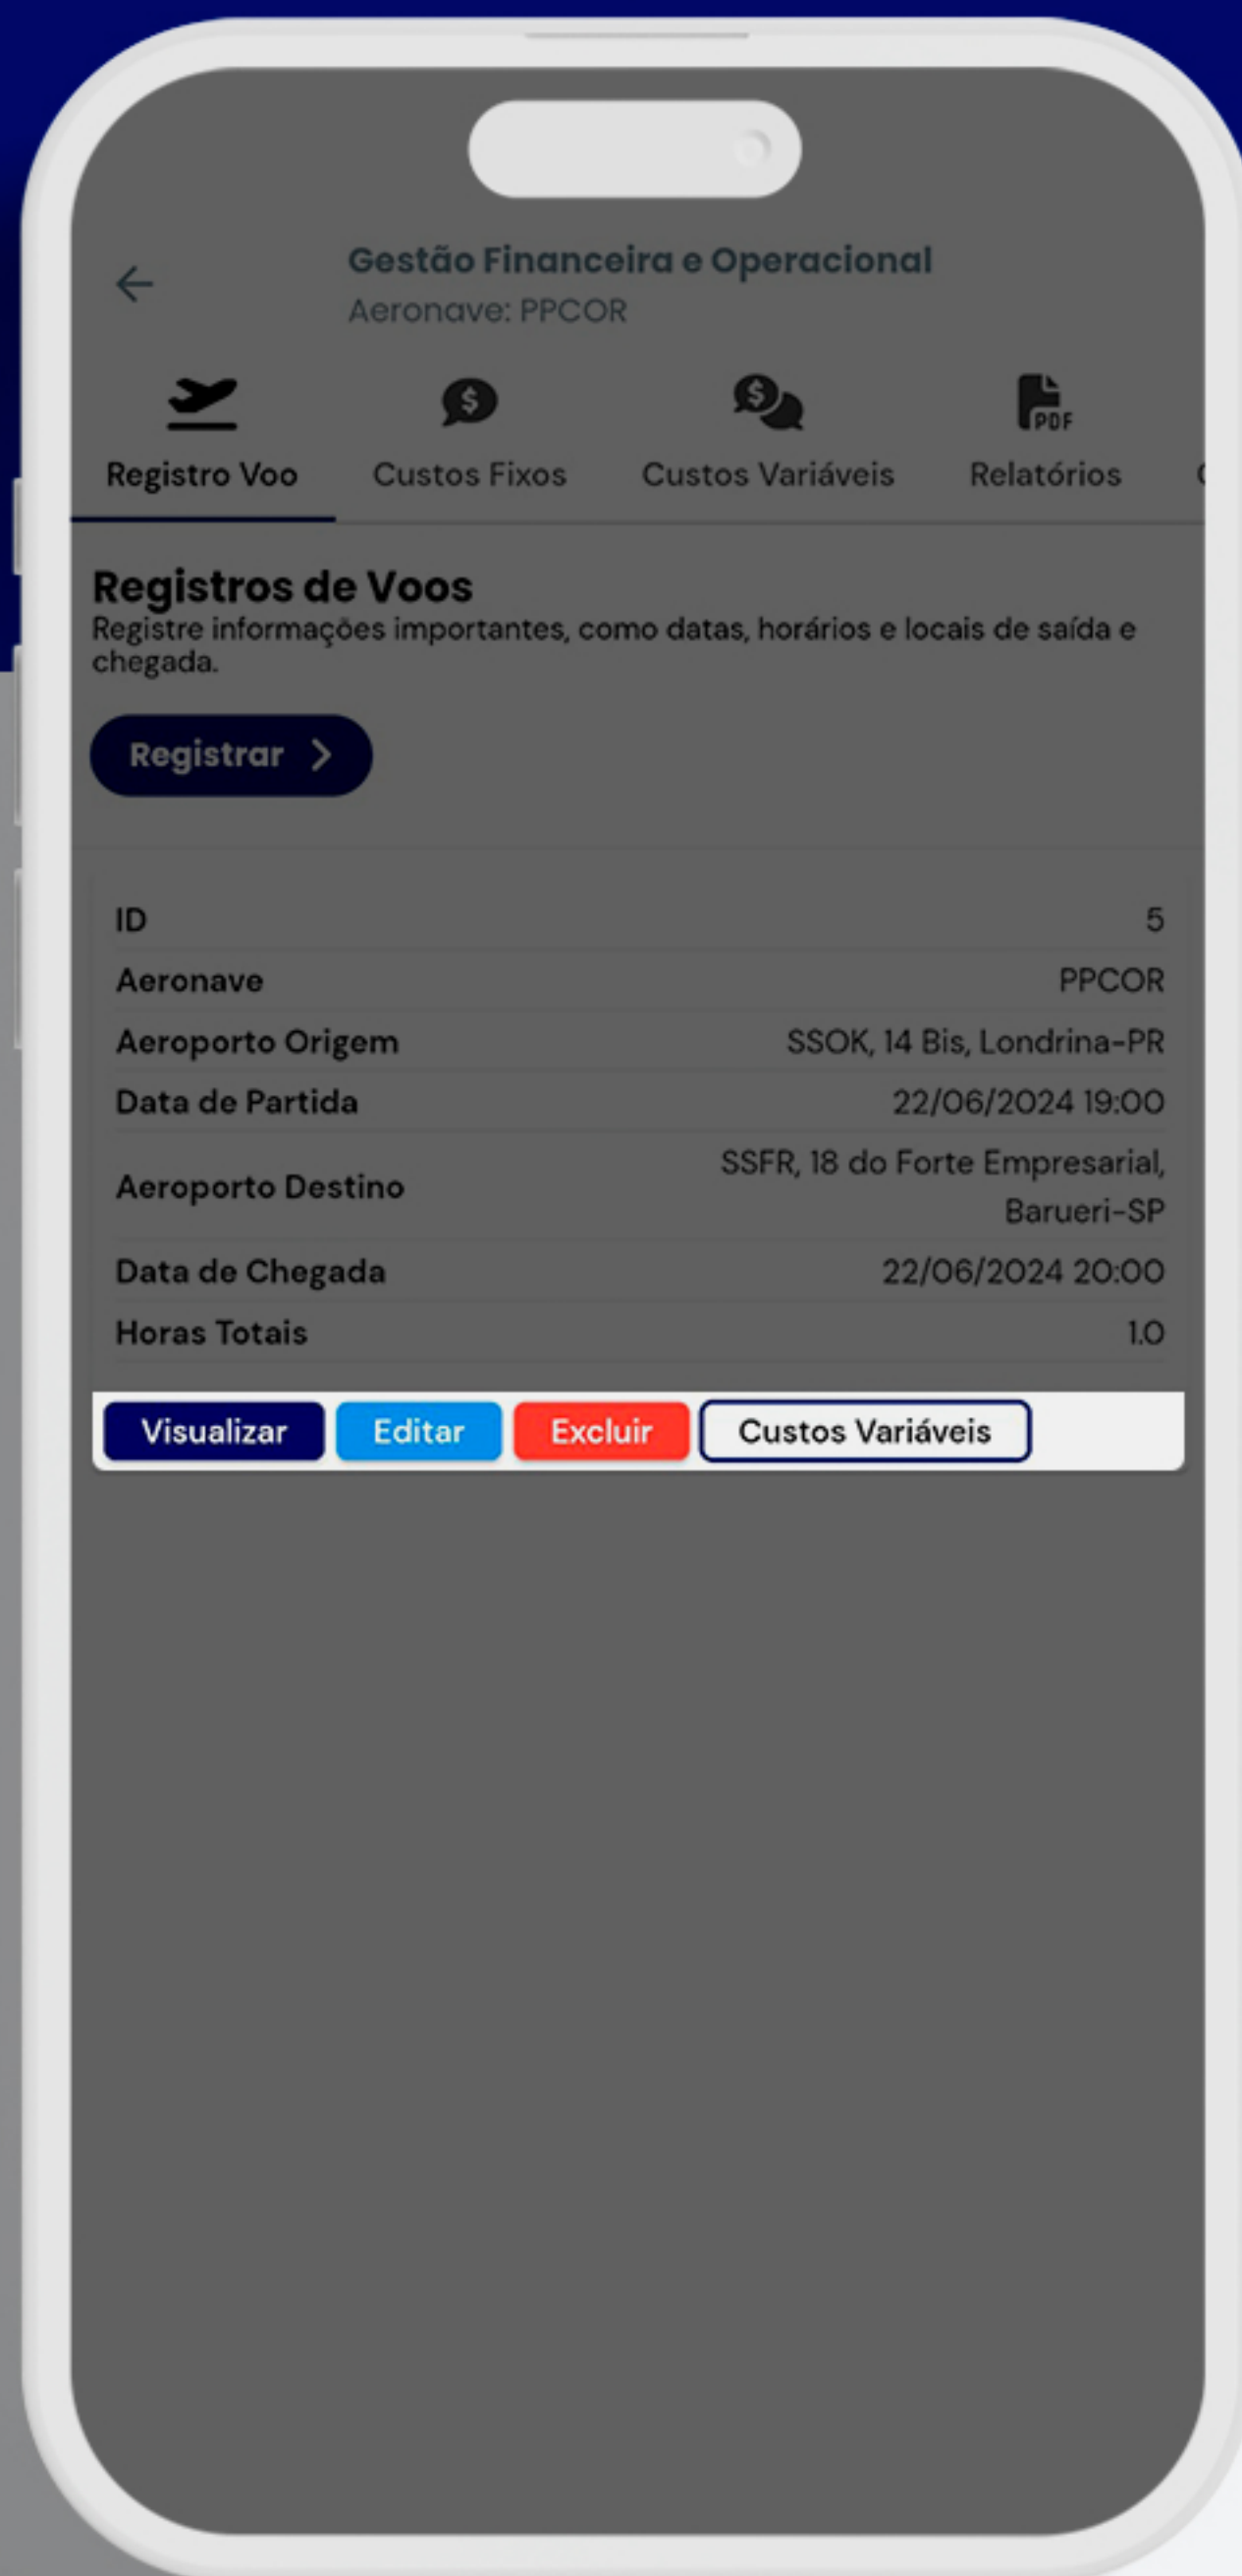 Gestão Financeira e Operacional
Aeronave: PPCOR
$
$
PDF
Registro Voo
Custos Fixos
Custos Variáveis
Relatórios
Registros de Voos
Registre informações importantes, como datas, horários e locais de saída e
chegada.
Registrar
ID
5
Aeronave
PPCOR
Aeroporto Origem
SSOK, 14 Bis, Londrina-PR
Data de Partida
22/06/2024 19:00
Aeroporto Destino
SSFR, 18 do Forte Empresarial,
Barueri-SP
Data de Chegada
22/06/2024 20:00
Horas Totais
1.0
Visualizar
Editar
Excluir
Custos Variáveis